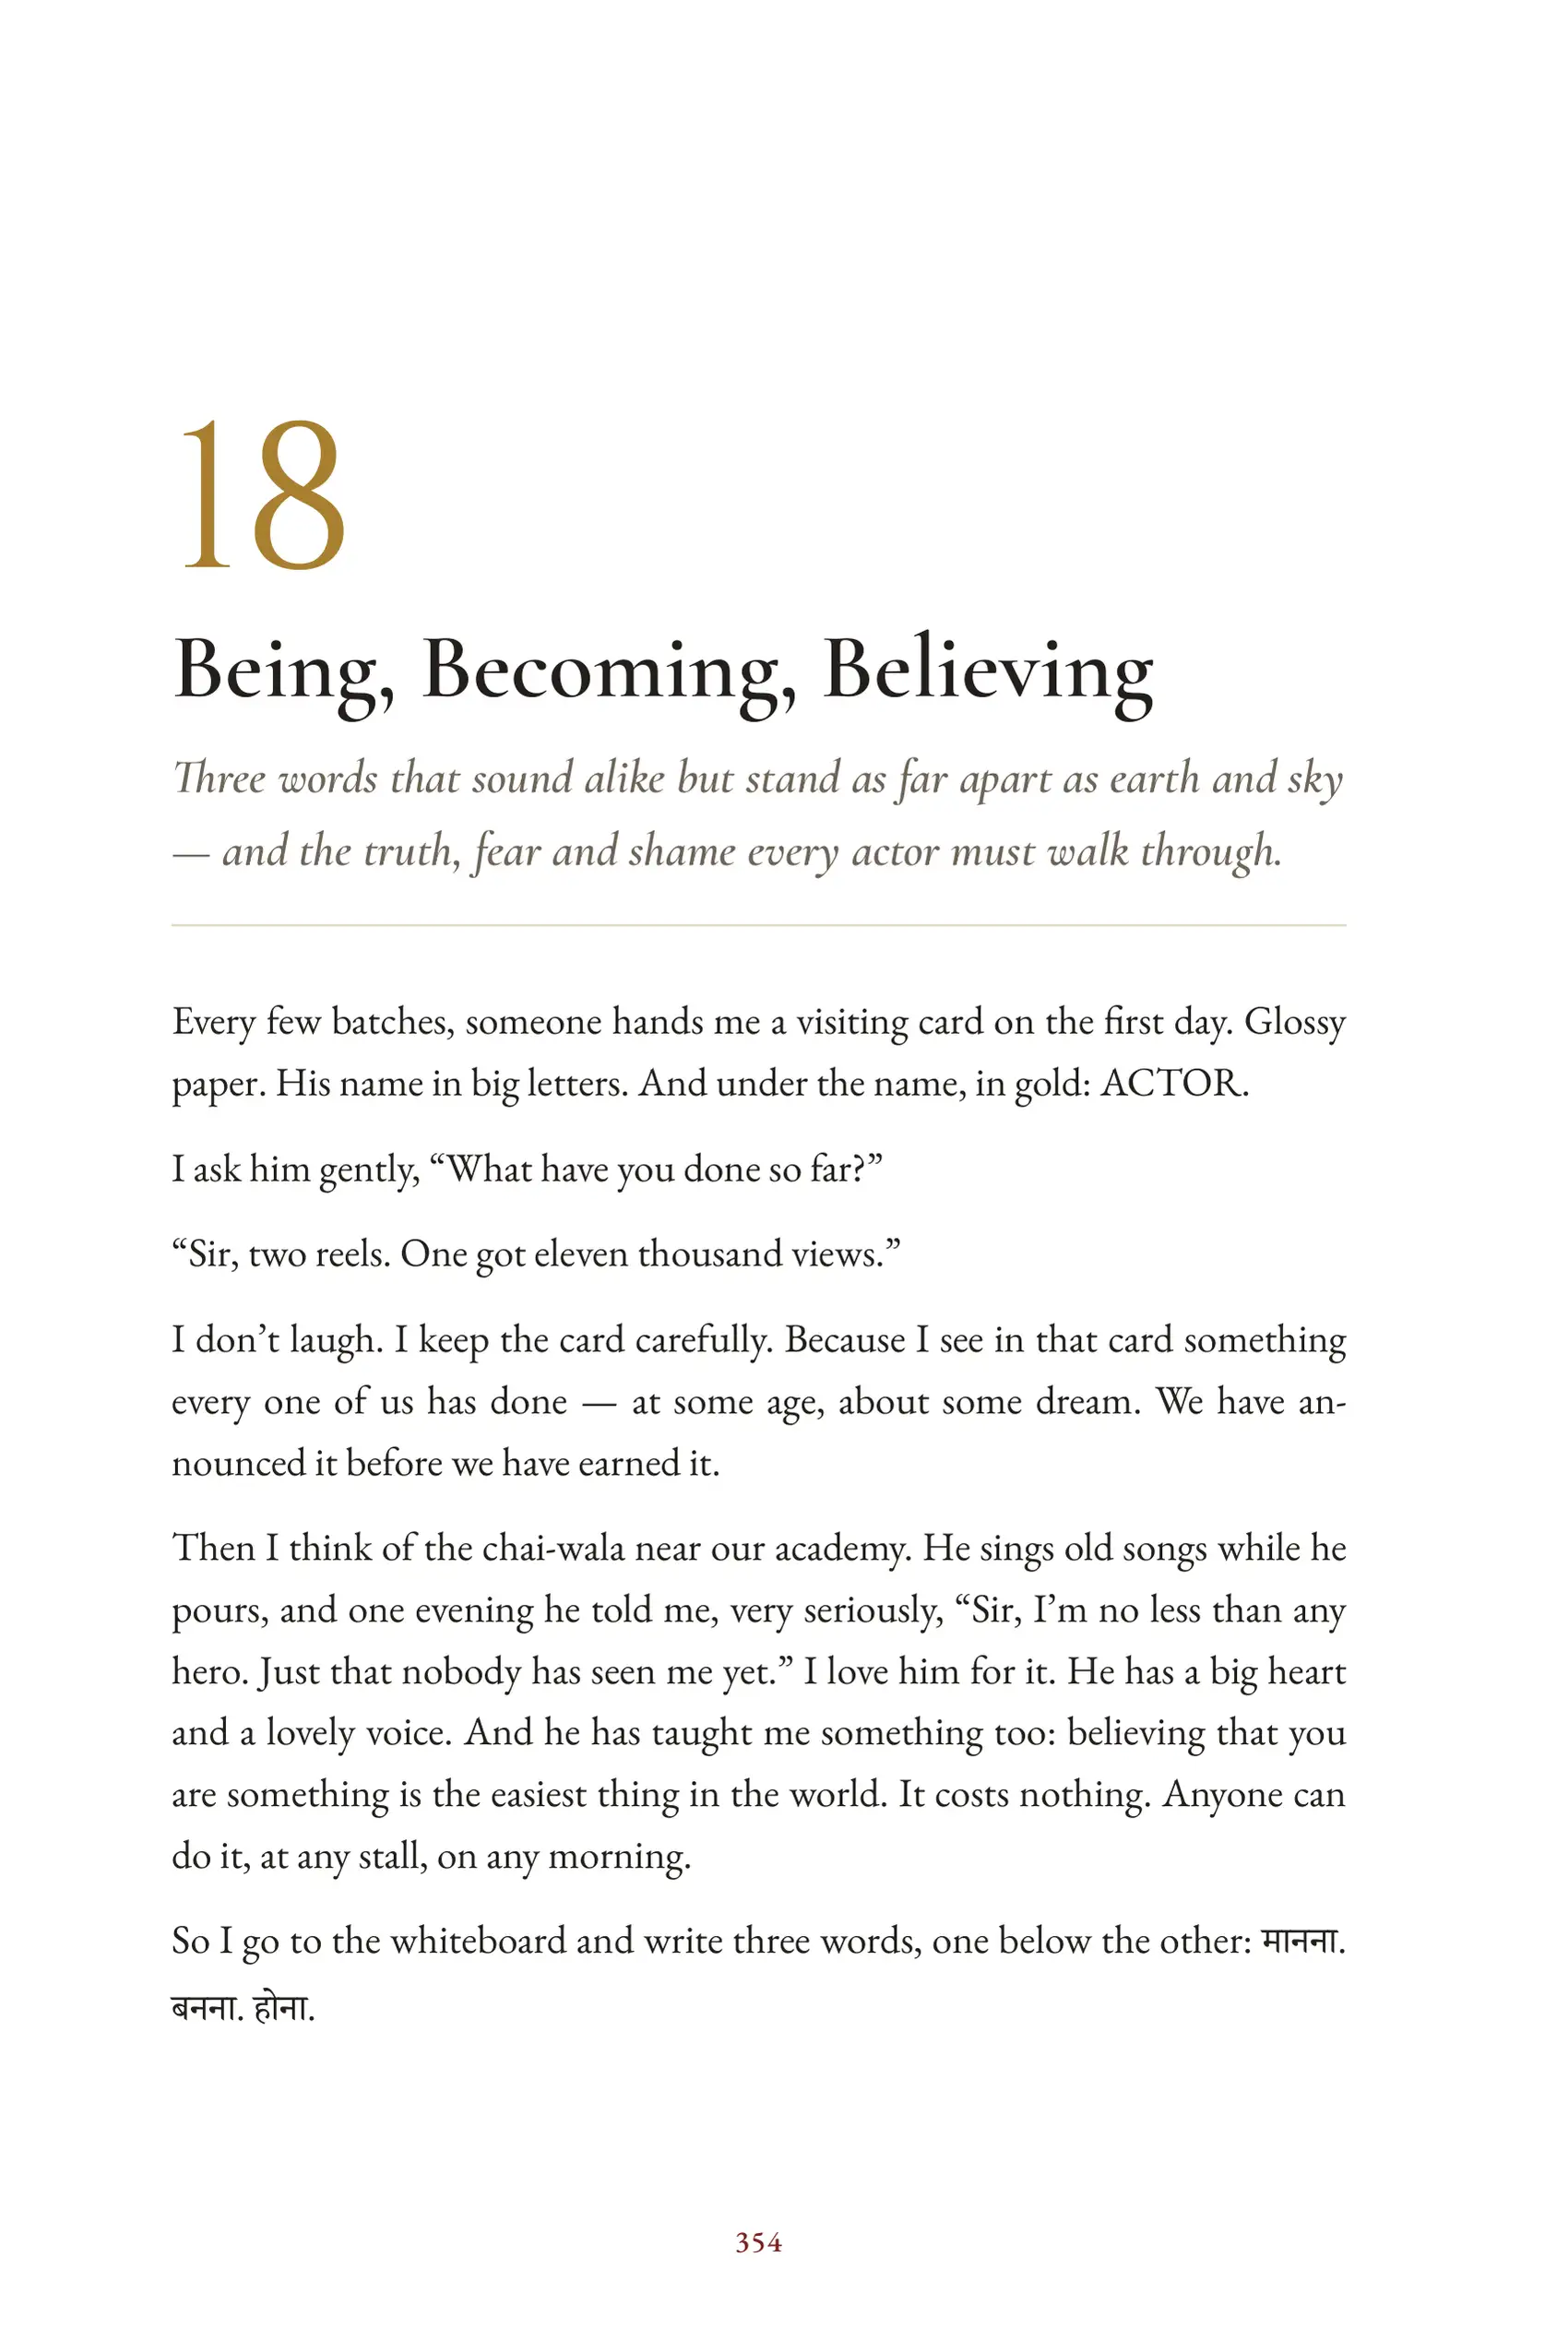 18
Being, Becoming, Believing
Three words that sound alike but stand as far apart as earth and sky
— and the truth, fear and shame every actor must walk through.
Every few batches, someone hands me a visiting card on the first day. Glossy
paper. His name in big letters. And under the name, in gold: ACTOR.
I ask him gently, “What have you done so far?”
“Sir, two reels. One got eleven thousand views.”
I don’t laugh. I keep the card carefully. Because I see in that card something
every one of us has done — at some age, about some dream. We have an-
nounced it before we have earned it.
Then I think of the chai-wala near our academy. He sings old songs while he
pours, and one evening he told me, very seriously, “Sir, I’m no less than any
hero. Just that nobody has seen me yet.” I love him for it. He has a big heart
and a lovely voice. And he has taught me something too: believing that you
are something is the easiest thing in the world. It costs nothing. Anyone can
do it, at any stall, on any morning.
So I go to the whiteboard and write three words, one below the other: मानना.
बनना. होना.
354